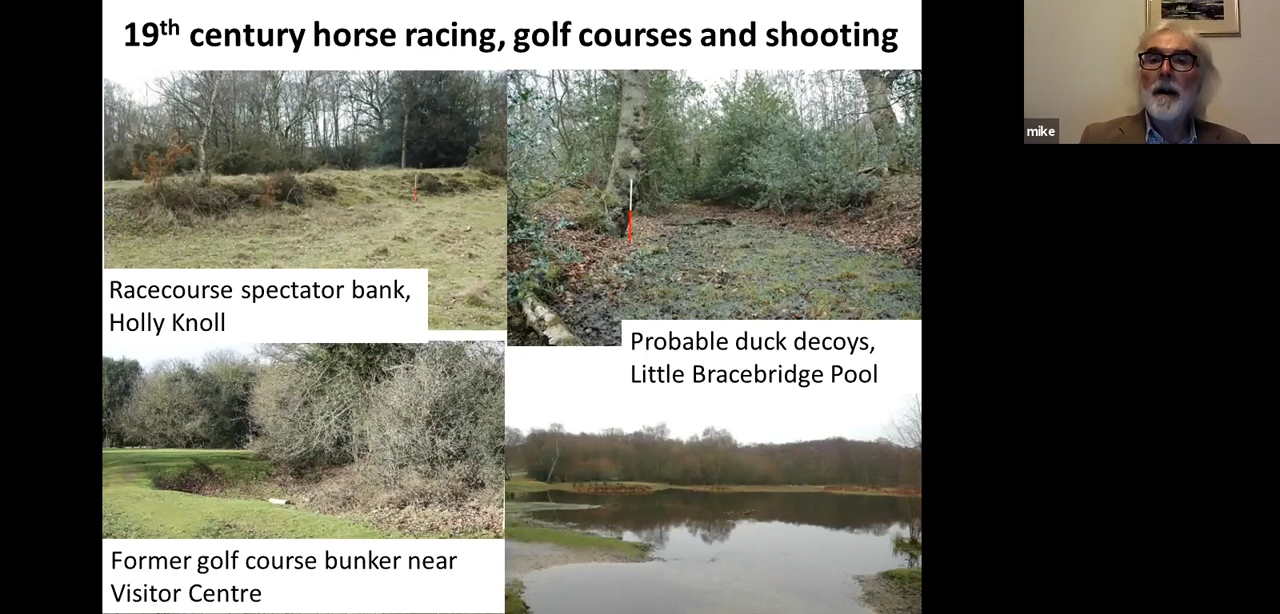 19th century horse racing, golf courses and shooting
Racecourse spectator bank,
Holly Knoll
Probable duck decoys,
Little Bracebridge Pool
Former golf course bunker near
Visitor Centre
mike